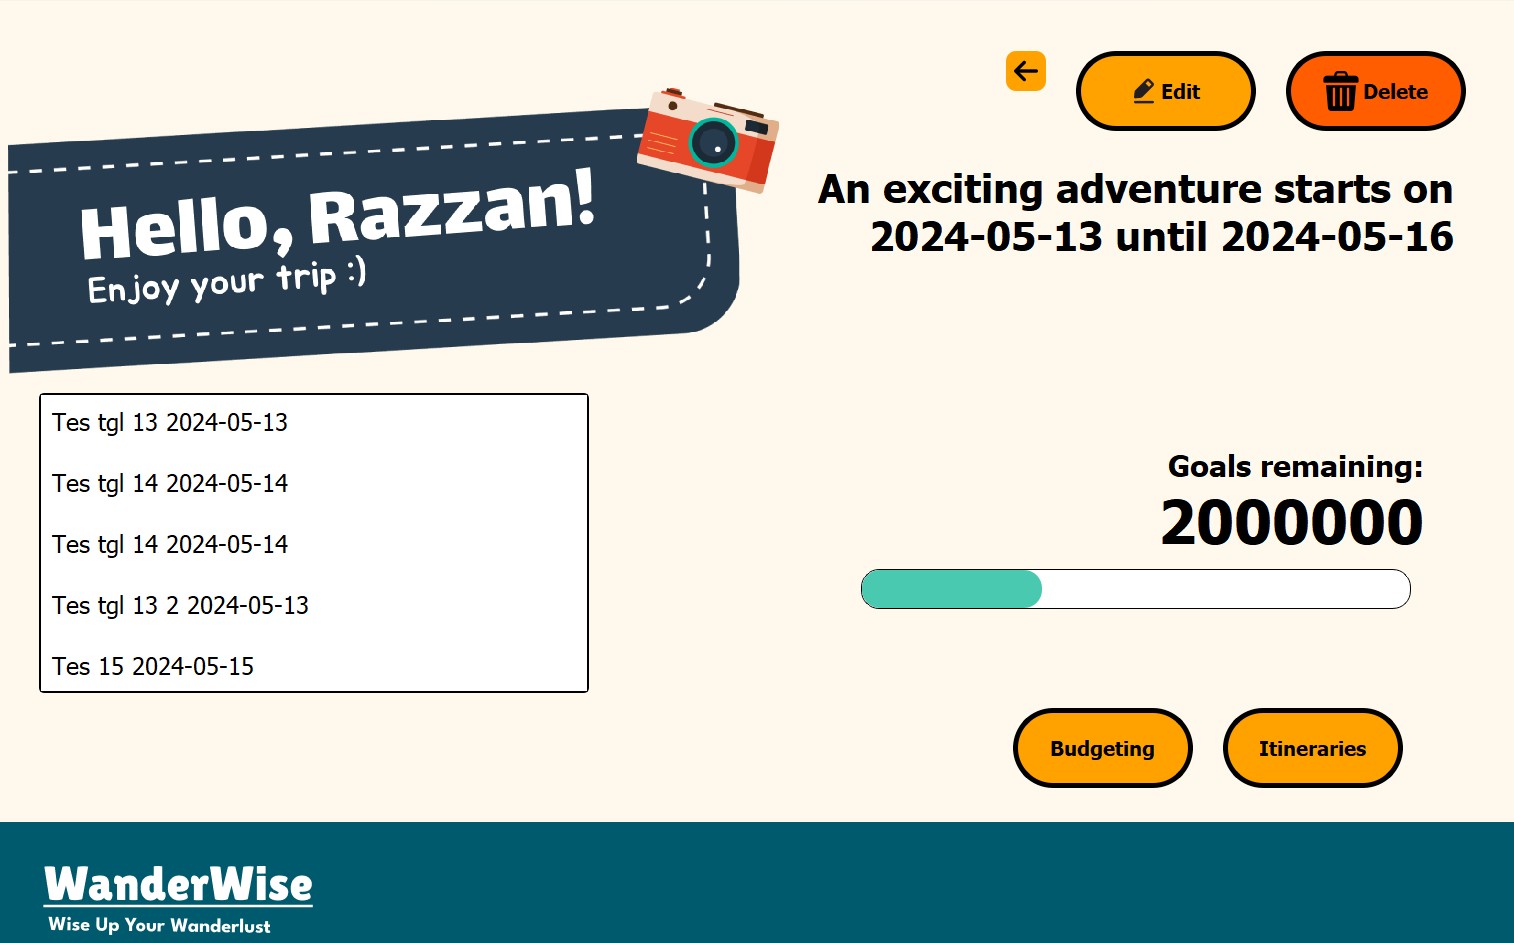 Edit
Delete
Hello, Razzan!
Enjoy your trip :)
An exciting adventure starts on
2024-05-13 until 2024-05-16
Tes tgl 13 2024-05-13
Tes tgl 14 2024-05-14
Tes tgl 14 2024-05-14
Tes tgl 13 2 2024-05-13
Tes 15 2024-05-15
Goals remaining:
2000000
Budgeting
Itineraries
WanderWise
Wise Up Your Wanderlust